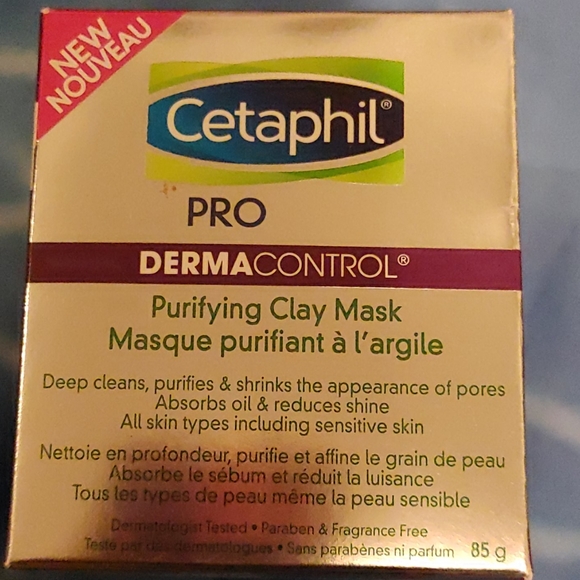 NEW
NOUVEAU
Cetaphil®
PRO
DERMACONTROL®
Purifying Clay Mask
Masque purifiant à l'argile
Deep cleans, purifies & shrinks the appearance of pores
Absorbs oil & reduces shine
All skin types including sensitive skin
Nettoie en profondeur, purifie et affine le grain de peau
Absorbe le sébum et réduit la luisance
Tous les types de peau même la peau sensible
Dermatologist Tested • Paraben & Fragrance Free
Testé par des dermatologues • Sans parabènes ni parfum 85 g